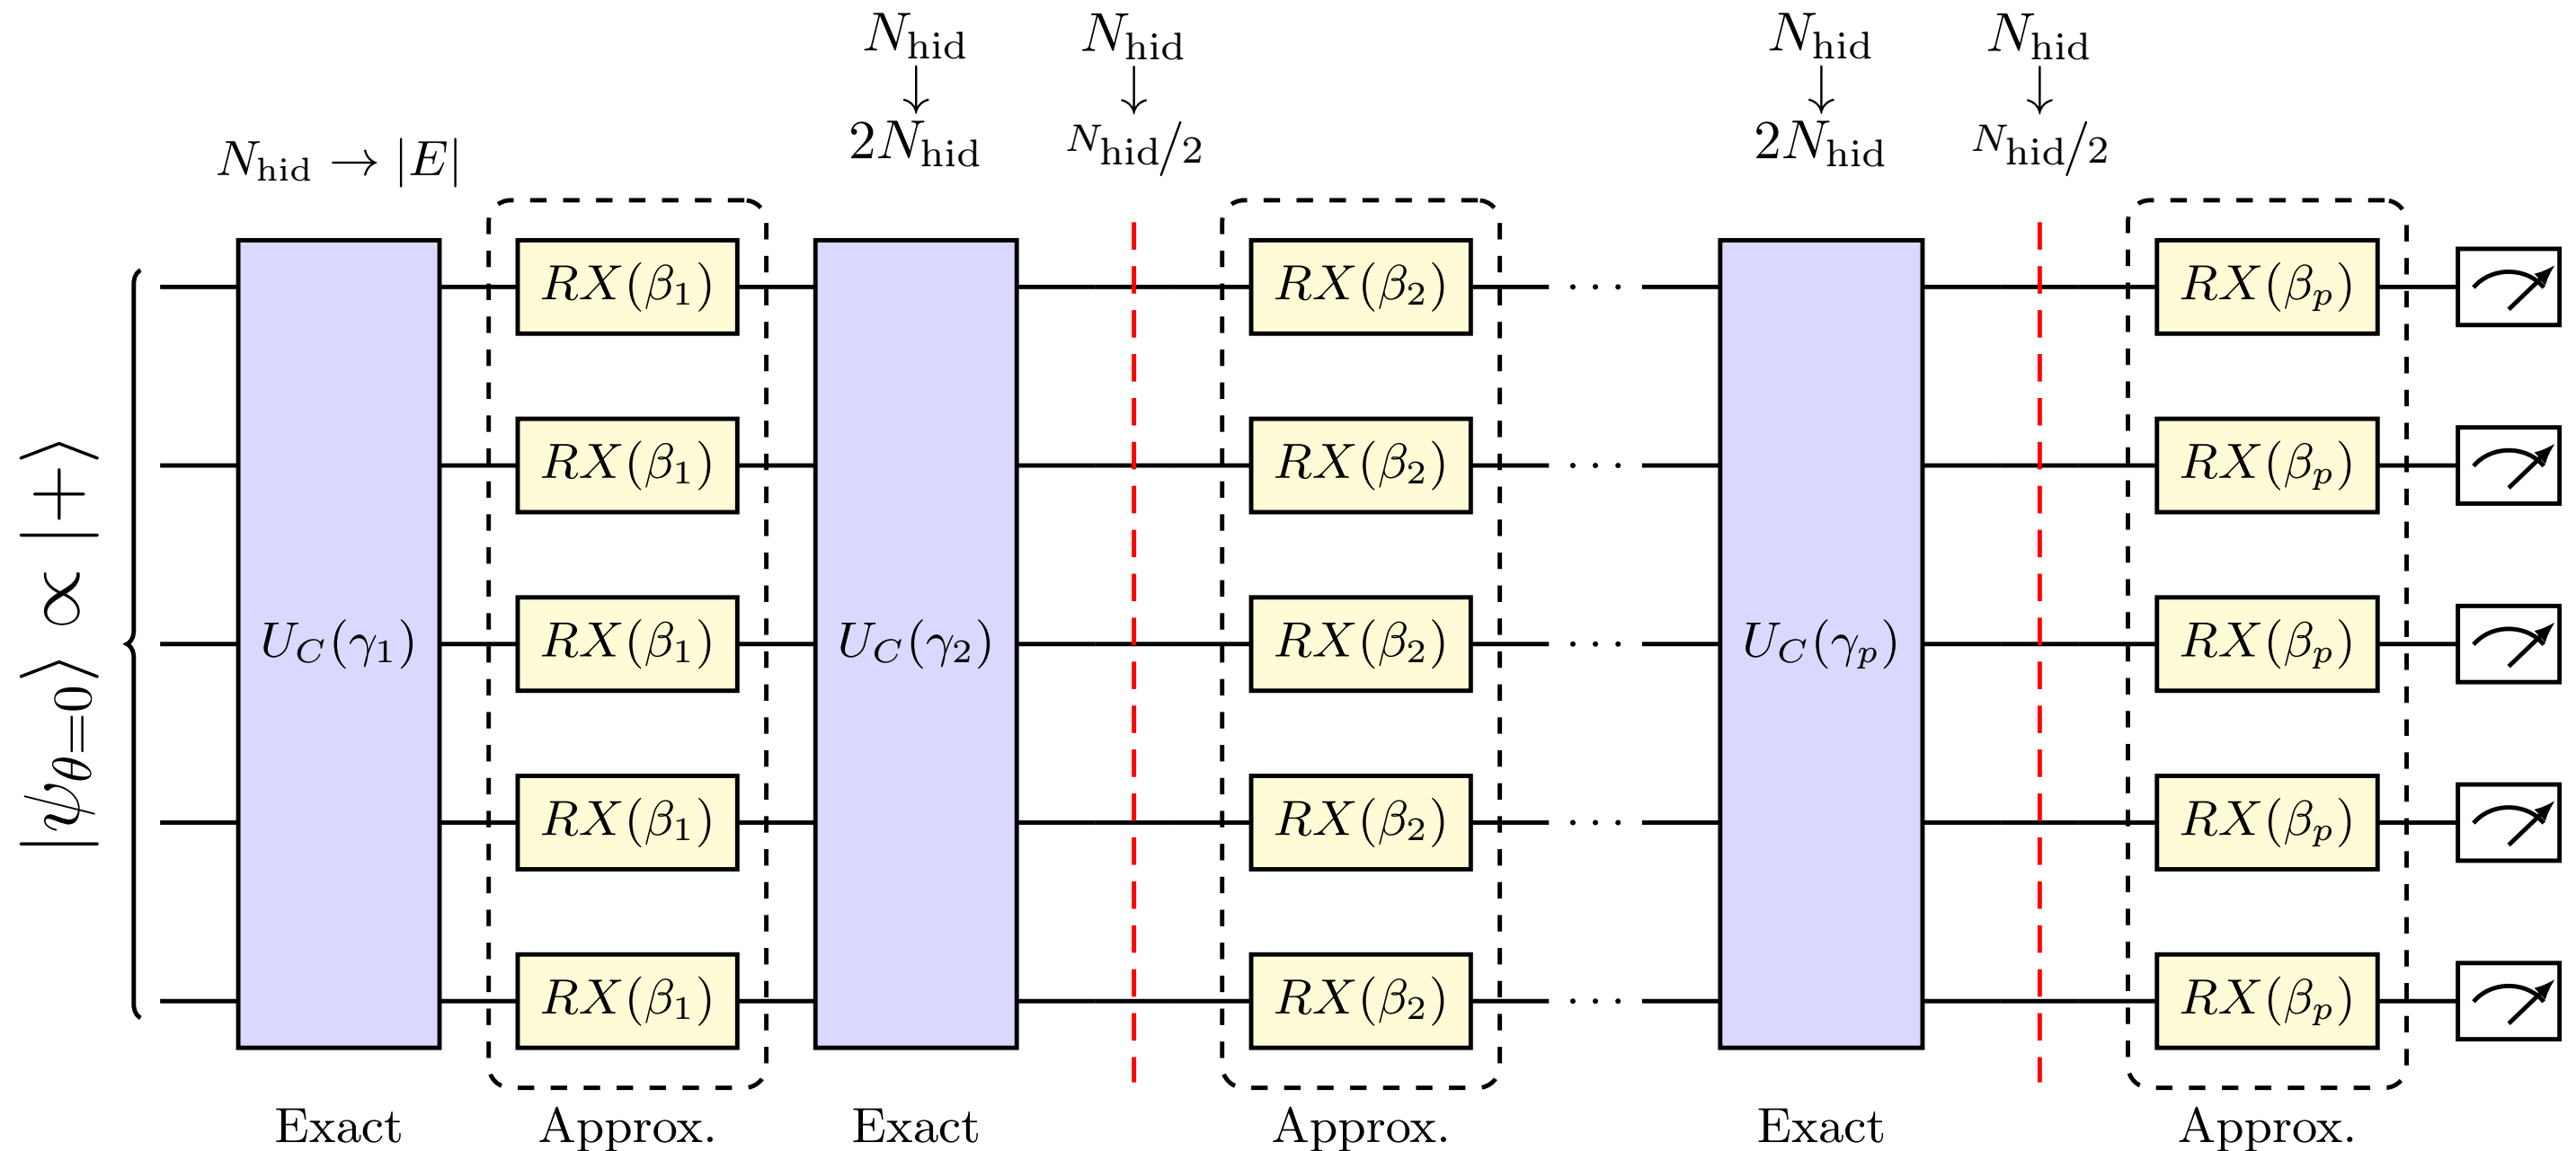 N_hid → |E|
N_hid
↓
2N_hid
N_hid
↓
N_hid/2
N_hid
↓
2N_hid
N_hid
↓
N_hid/2
|ψ_θ=0⟩ ∝ |+⟩
U_C(γ_1)
RX(β_1)
RX(β_1)
RX(β_1)
RX(β_1)
RX(β_1)
U_C(γ_2)
RX(β_2)
RX(β_2)
RX(β_2)
RX(β_2)
RX(β_2)
···
···
···
···
···
U_C(γ_p)
RX(β_p)
RX(β_p)
RX(β_p)
RX(β_p)
RX(β_p)
Exact
Approx.
Exact
Approx.
Exact
Approx.